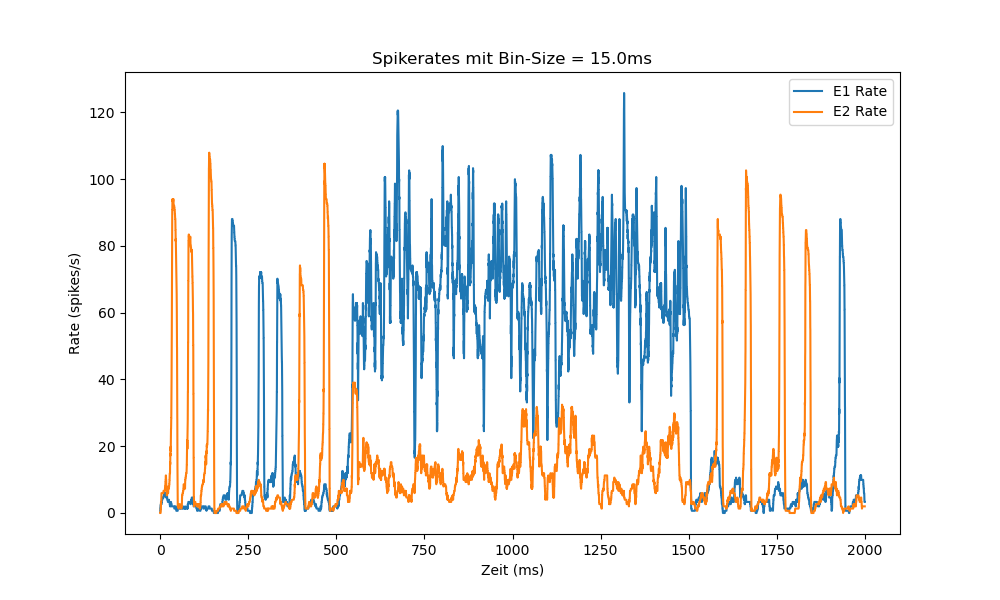 Spikerates mit Bin-Size = 15.0ms
E1 Rate
E2 Rate
Rate (spikes/s)
120
100
80
60
40
20
0
0 250 500 750 1000 1250 1500 1750 2000
Zeit (ms)